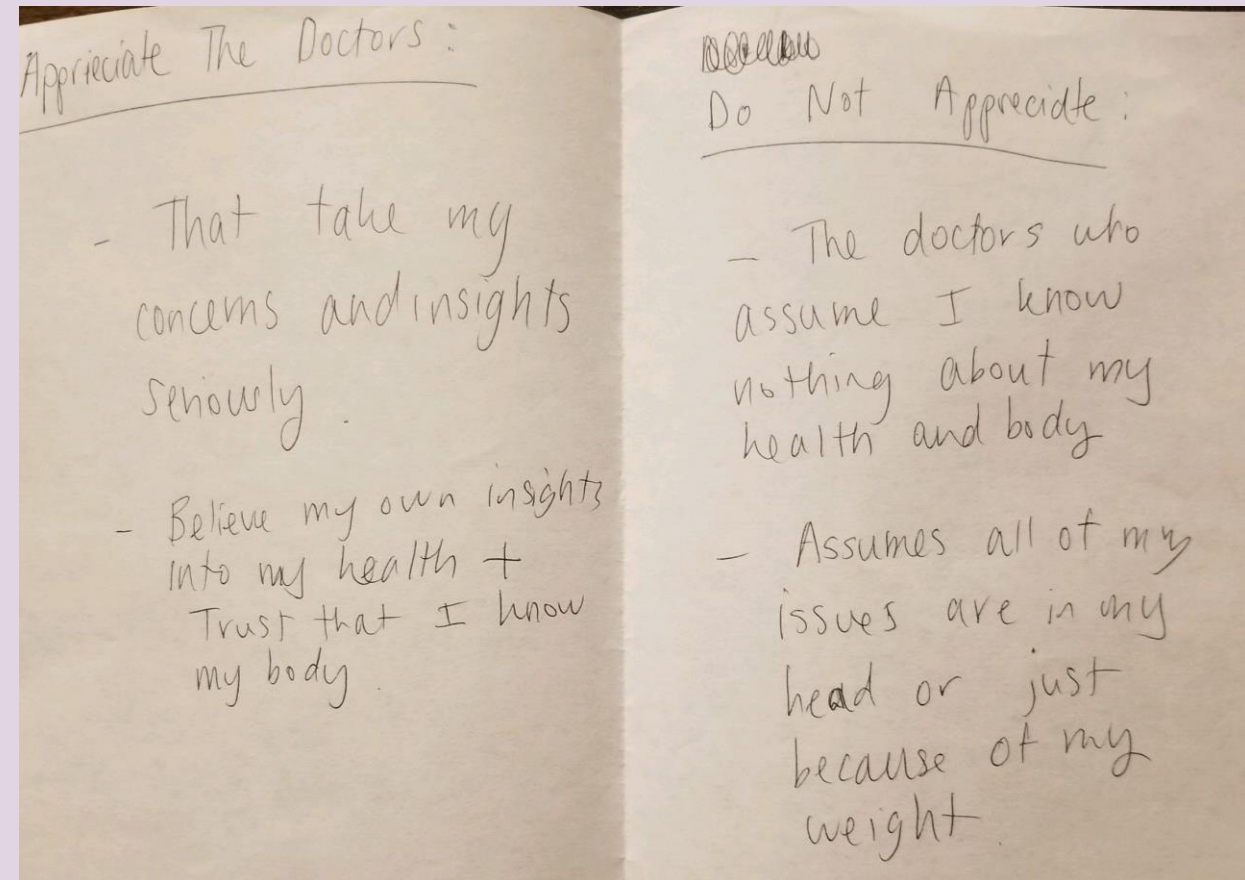 Apprieciate The Doctors:
- That take my
concerns and insights
seriously.
- Believe my own insights
into my health +
Trust that I know
my body.
Do Not Appreciate:
- The doctors who
assume I know
nothing about my
health and body
- Assumes all of my
issues are in my
head or just
because of my
weight